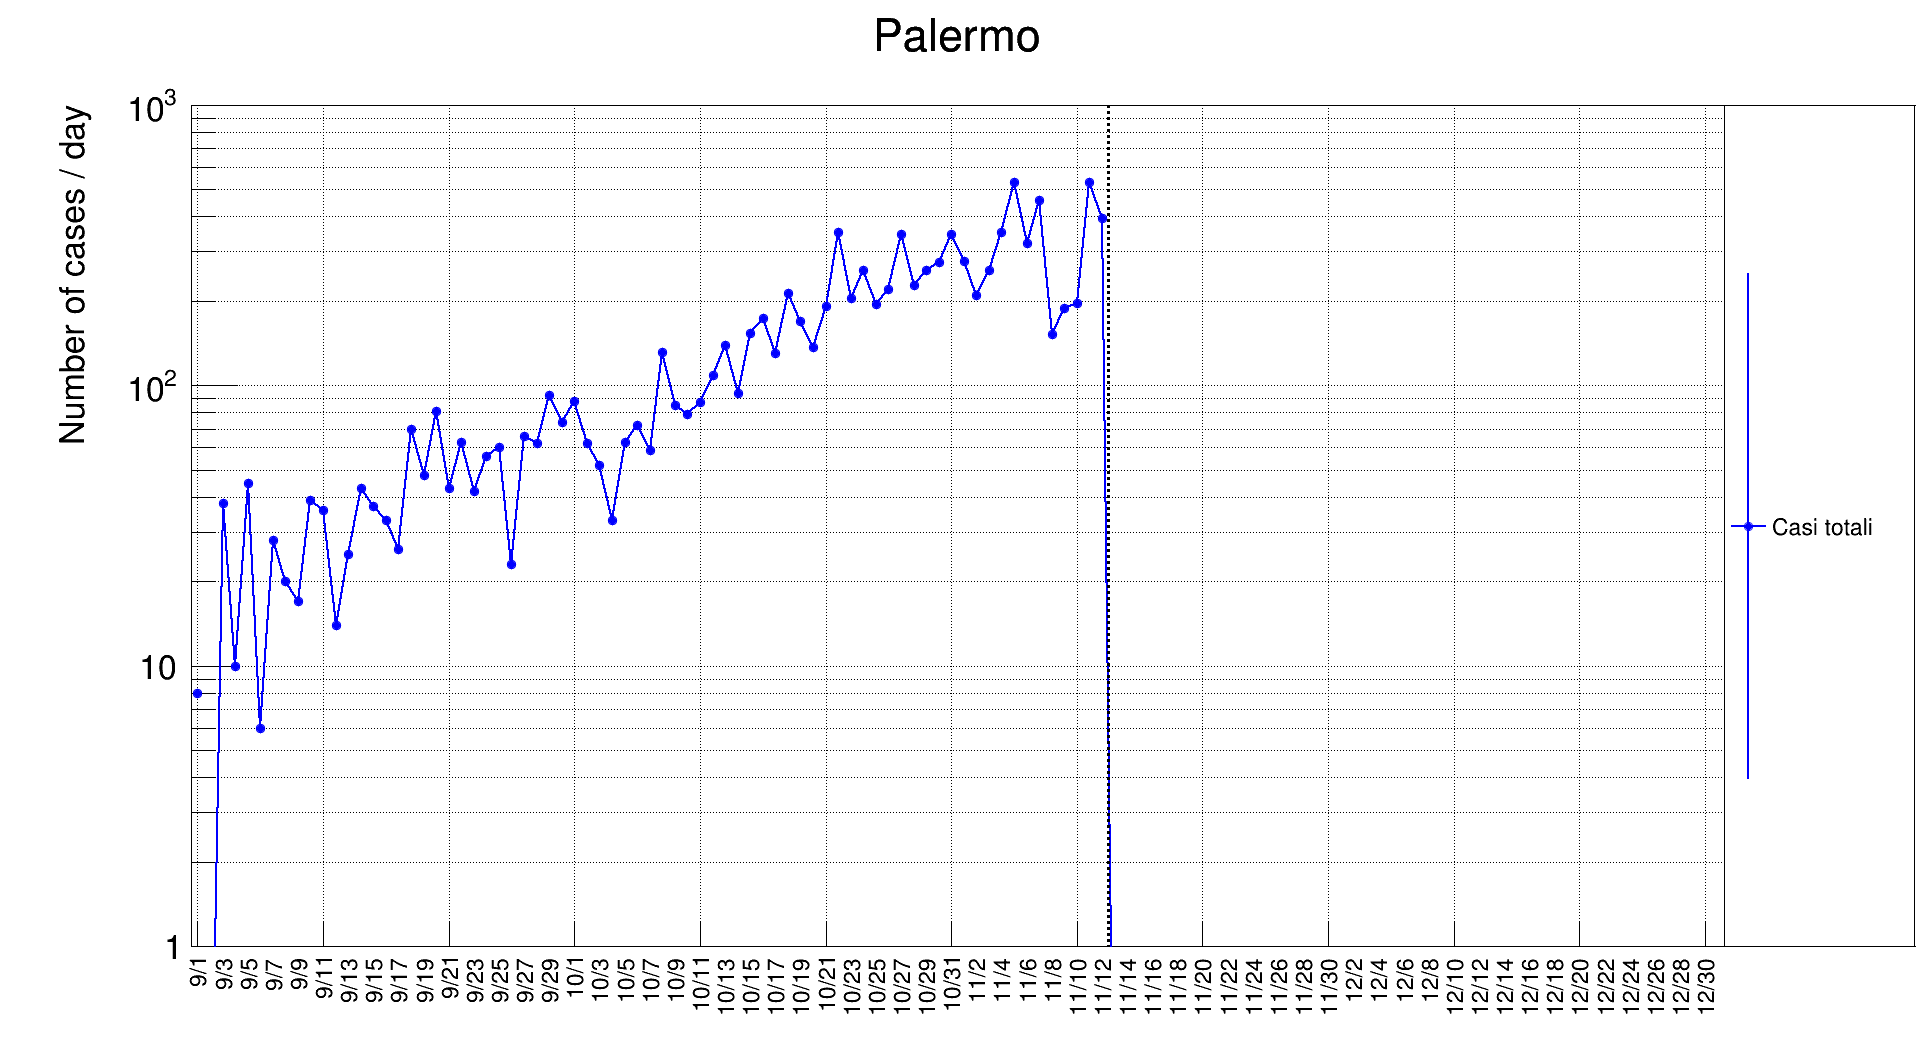 Palermo
Number of cases / day
10³
10²
10
1
9/1 9/3 9/5 9/7 9/9 9/11 9/13 9/15 9/17 9/19 9/21 9/23 9/25 9/27 9/29 10/1 10/3 10/5 10/7 10/9 10/11 10/13 10/15 10/17 10/19 10/21 10/23 10/25 10/27 10/29 10/31 11/2 11/4 11/6 11/8 11/10 11/12 11/14 11/16 11/18 11/20 11/22 11/24 11/26 11/28 11/30 12/2 12/4 12/6 12/8 12/10 12/12 12/14 12/16 12/18 12/20 12/22 12/24 12/26 12/28 12/30
Casi totali